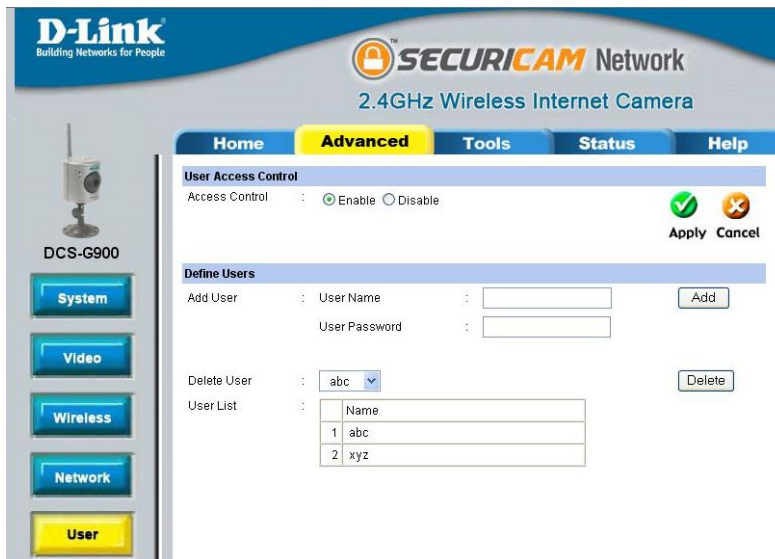 D-Link
Building Networks for People
SECURICAM Network
™
2.4GHz Wireless Internet Camera
Home Advanced Tools Status Help
DCS-G900
System
Video
Wireless
Network
User
User Access Control
Access Control : Enable Disable
Apply Cancel
Define Users
Add User : User Name : Add
User Password :
Delete User : abc Delete
User List :
Name
1 abc
2 xyz